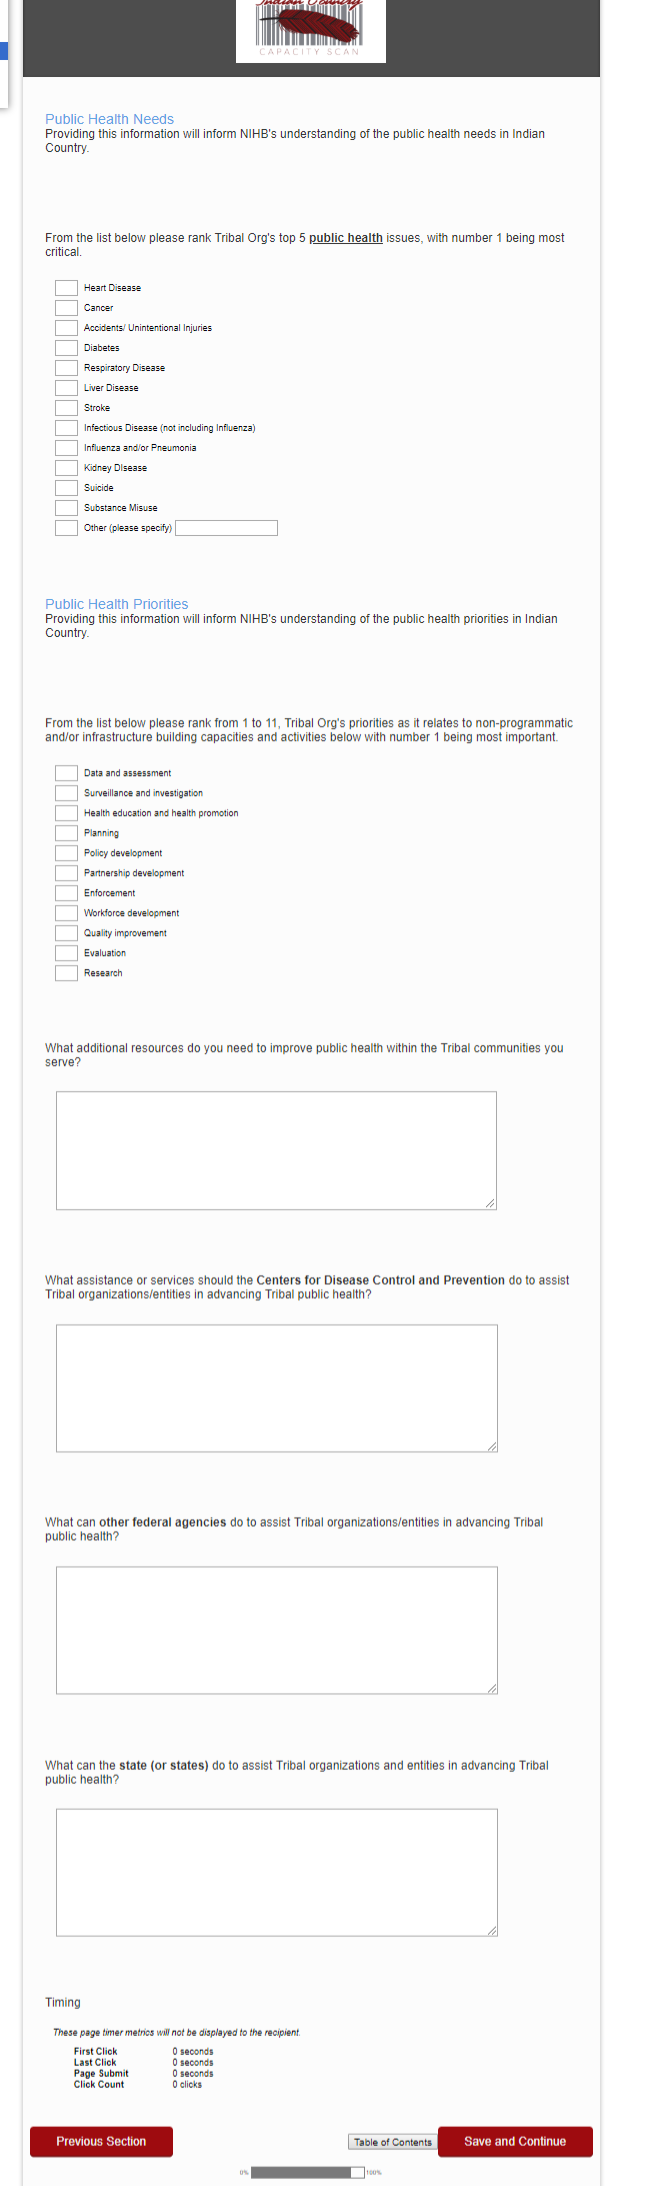 Indian Country
CAPACITY SCAN
Public Health Needs
Providing this information will inform NIHB's understanding of the public health needs in Indian
Country.
From the list below please rank Tribal Org's top 5 public health issues, with number 1 being most
critical.
Heart Disease
Cancer
Accidents/ Unintentional Injuries
Diabetes
Respiratory Disease
Liver Disease
Stroke
Infectious Disease (not including Influenza)
Influenza and/or Pneumonia
Kidney Disease
Suicide
Substance Misuse
Other (please specify)
Public Health Priorities
Providing this information will inform NIHB's understanding of the public health priorities in Indian
Country.
From the list below please rank from 1 to 11, Tribal Org's priorities as it relates to non-programmatic
and/or infrastructure building capacities and activities below with number 1 being most important.
Data and assessment
Surveillance and investigation
Health education and health promotion
Planning
Policy development
Partnership development
Enforcement
Workforce development
Quality improvement
Evaluation
Research
What additional resources do you need to improve public health within the Tribal communities you
serve?
What assistance or services should the Centers for Disease Control and Prevention do to assist
Tribal organizations/entities in advancing Tribal public health?
What can other federal agencies do to assist Tribal organizations/entities in advancing Tribal
public health?
What can the state (or states) do to assist Tribal organizations and entities in advancing Tribal
public health?
Timing
These page timer metrics will not be displayed to the recipient.
First Click 0 seconds
Last Click 0 seconds
Page Submit 0 seconds
Click Count 0 clicks
Previous Section Table of Contents Save and Continue
0% 100%